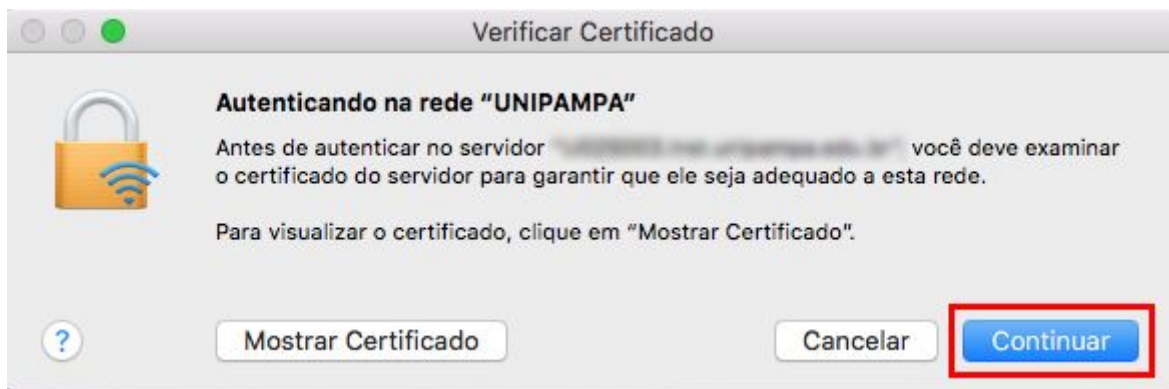 Verificar Certificado
Autenticando na rede “UNIPAMPA”
Antes de autenticar no servidor você deve examinar
o certificado do servidor para garantir que ele seja adequado a esta rede.
Para visualizar o certificado, clique em “Mostrar Certificado”.
?
Mostrar Certificado
Cancelar
Continuar